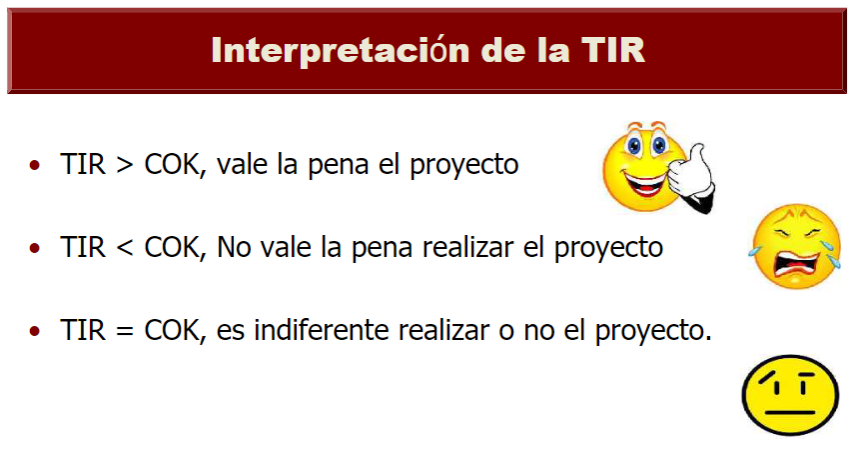 Interpretación de la TIR
• TIR > COK, vale la pena el proyecto
• TIR < COK, No vale la pena realizar el proyecto
• TIR = COK, es indiferente realizar o no el proyecto.